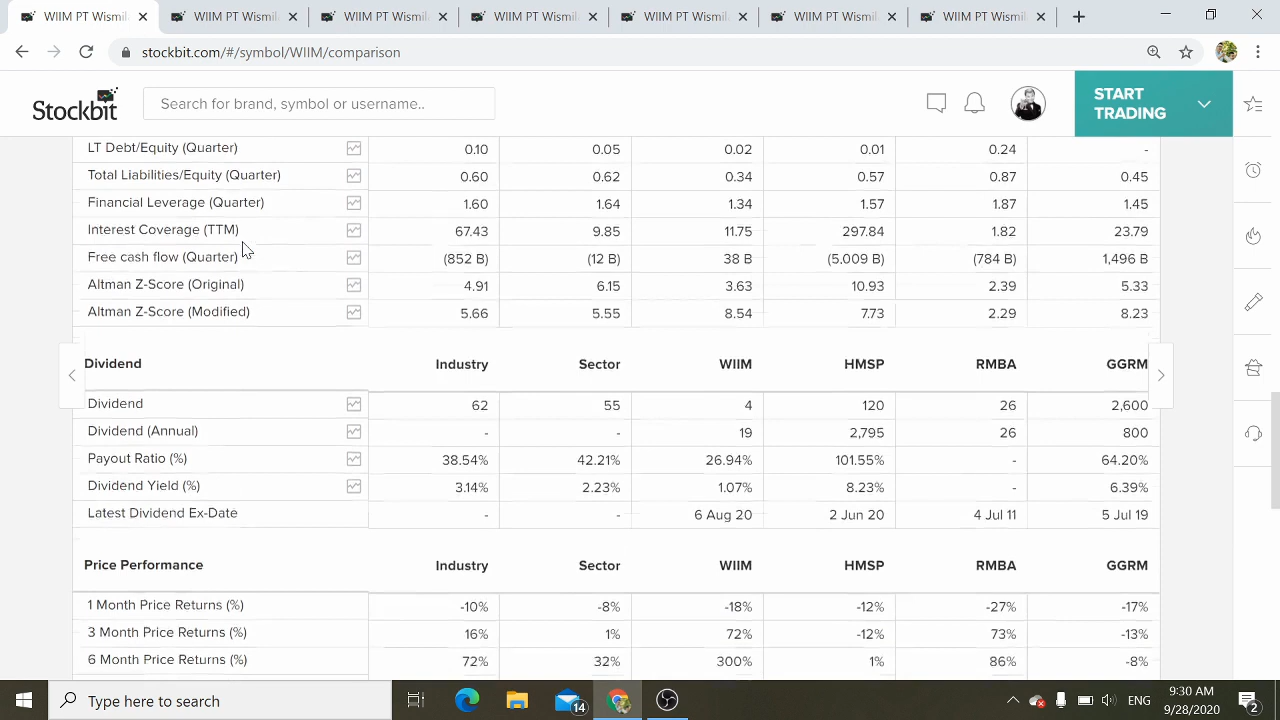 WIIM PT Wismil
WIIM PT Wismil
WIIM PT Wismil
WIIM PT Wismil
WIIM PT Wismil
WIIM PT Wismil
WIIM PT Wismil
stockbit.com/#/symbol/WIIM/comparison
Stockbit Search for brand, symbol or username.. START TRADING
LT Debt/Equity (Quarter) 0.10 0.05 0.02 0.01 0.24 -
Total Liabilities/Equity (Quarter) 0.60 0.62 0.34 0.57 0.87 0.45
Financial Leverage (Quarter) 1.60 1.64 1.34 1.57 1.87 1.45
Interest Coverage (TTM) 67.43 9.85 11.75 297.84 1.82 23.79
Free cash flow (Quarter) (852 B) (12 B) 38 B (5.009 B) (784 B) 1,496 B
Altman Z-Score (Original) 4.91 6.15 3.63 10.93 2.39 5.33
Altman Z-Score (Modified) 5.66 5.55 8.54 7.73 2.29 8.23
Dividend Industry Sector WIIM HMSP RMBA GGRM
Dividend 62 55 4 120 26 2,600
Dividend (Annual) - - 19 2,795 26 800
Payout Ratio (%) 38.54% 42.21% 26.94% 101.55% - 64.20%
Dividend Yield (%) 3.14% 2.23% 1.07% 8.23% - 6.39%
Latest Dividend Ex-Date - - 6 Aug 20 2 Jun 20 4 Jul 11 5 Jul 19
Price Performance Industry Sector WIIM HMSP RMBA GGRM
1 Month Price Returns (%) -10% -8% -18% -12% -27% -17%
3 Month Price Returns (%) 16% 1% 72% -12% 73% -13%
6 Month Price Returns (%) 72% 32% 300% 1% 86% -8%
Type here to search 14 ENG 9:30 AM 9/28/2020 2